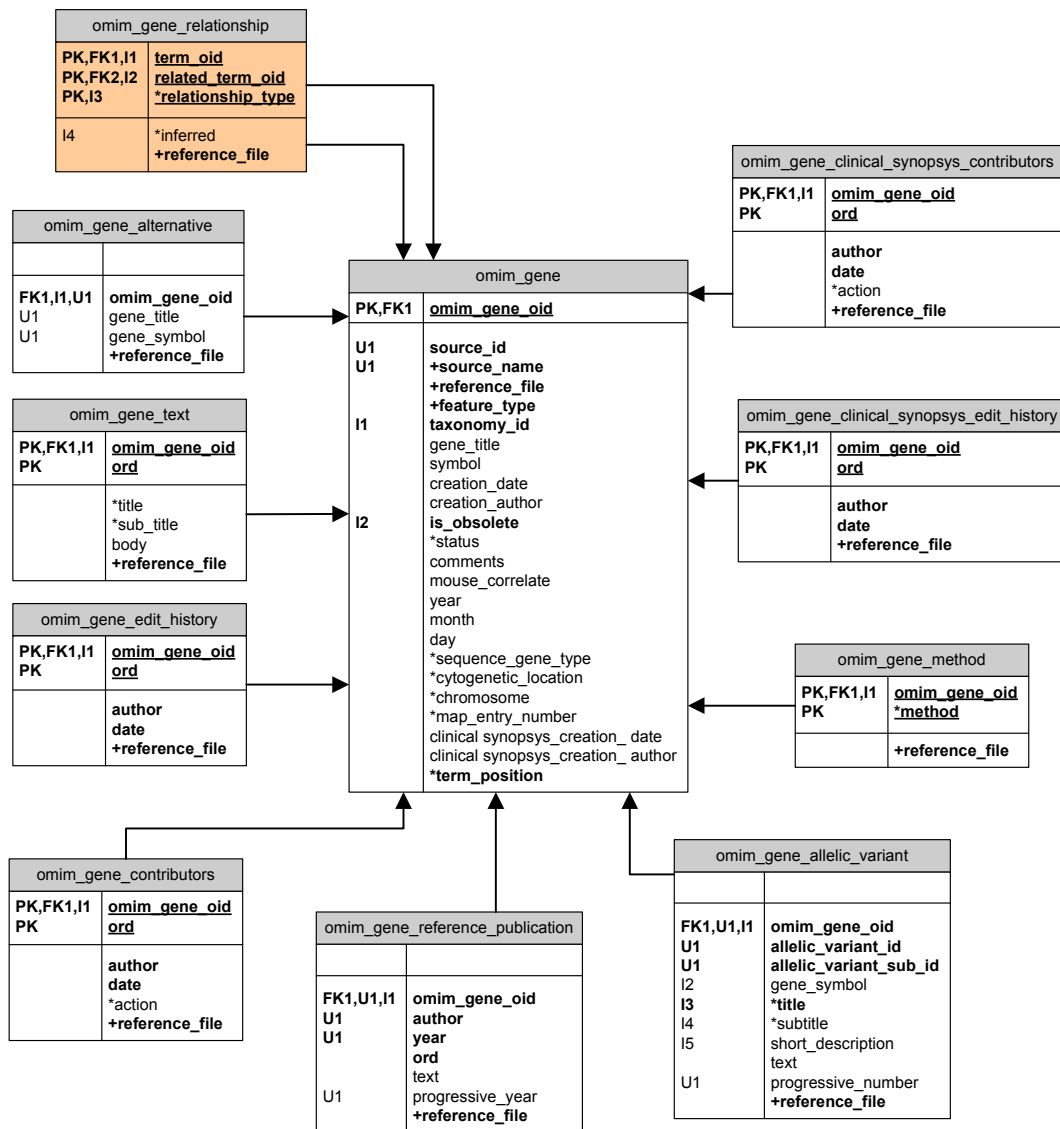 omim_gene_relationship
PK,FK1,I1 term_oid
PK,FK2,I2 related_term_oid
PK,I3 *relationship_type
I4 *inferred
+reference_file
omim_gene_alternative
FK1,I1,U1 omim_gene_oid
U1 gene_title
U1 gene_symbol
+reference_file
omim_gene_text
PK,FK1,I1 omim_gene_oid
PK ord
*title
*sub_title
body
+reference_file
omim_gene_edit_history
PK,FK1,I1 omim_gene_oid
PK ord
author
date
+reference_file
omim_gene_contributors
PK,FK1,I1 omim_gene_oid
PK ord
author
date
*action
+reference_file
omim_gene
PK,FK1 omim_gene_oid
U1 source_id
U1 +source_name
+reference_file
+feature_type
I1 taxonomy_id
gene_title
symbol
creation_date
creation_author
I2 is_obsolete
*status
comments
mouse_correlate
year
month
day
*sequence_gene_type
*cytogenetic_location
*chromosome
*map_entry_number
clinical synopsys_creation_ date
clinical synopsys_creation_ author
*term_position
omim_gene_reference_publication
FK1,U1,I1 omim_gene_oid
U1 author
U1 year
ord
text
U1 progressive_year
+reference_file
omim_gene_clinical_synopsys_contributors
PK,FK1,I1 omim_gene_oid
PK ord
author
date
*action
+reference_file
omim_gene_clinical_synopsys_edit_history
PK,FK1,I1 omim_gene_oid
PK ord
author
date
+reference_file
omim_gene_method
PK,FK1,I1 omim_gene_oid
PK *method
+reference_file
omim_gene_allelic_variant
FK1,U1,I1 omim_gene_oid
U1 allelic_variant_id
U1 allelic_variant_sub_id
I2 gene_symbol
I3 *title
I4 *subtitle
I5 short_description
text
U1 progressive_number
+reference_file